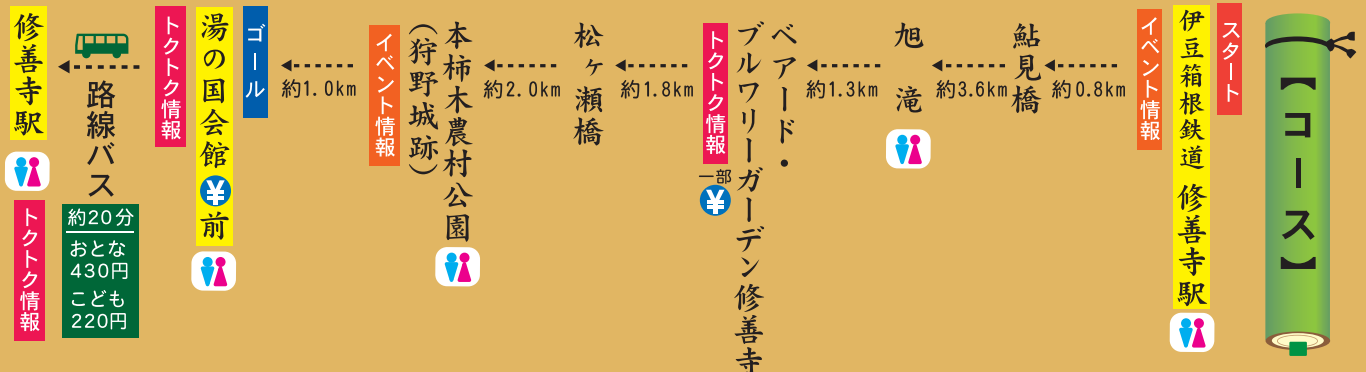 【コース】
スタート
伊豆箱根鉄道 修善寺駅
イベント情報
約0.8km
鮎見橋
約3.6km
旭滝
約1.3km
ベアード・
ブルワリーガーデン修善寺
トクトク情報
一部
¥
約1.8km
松ヶ瀬橋
約2.0km
本柿木農村公園
(狩野城跡)
イベント情報
約1.0km
ゴール
湯の国会館¥前
トクトク情報
路線バス
約20分
おとな
430円
こども
220円
修善寺駅
トクトク情報